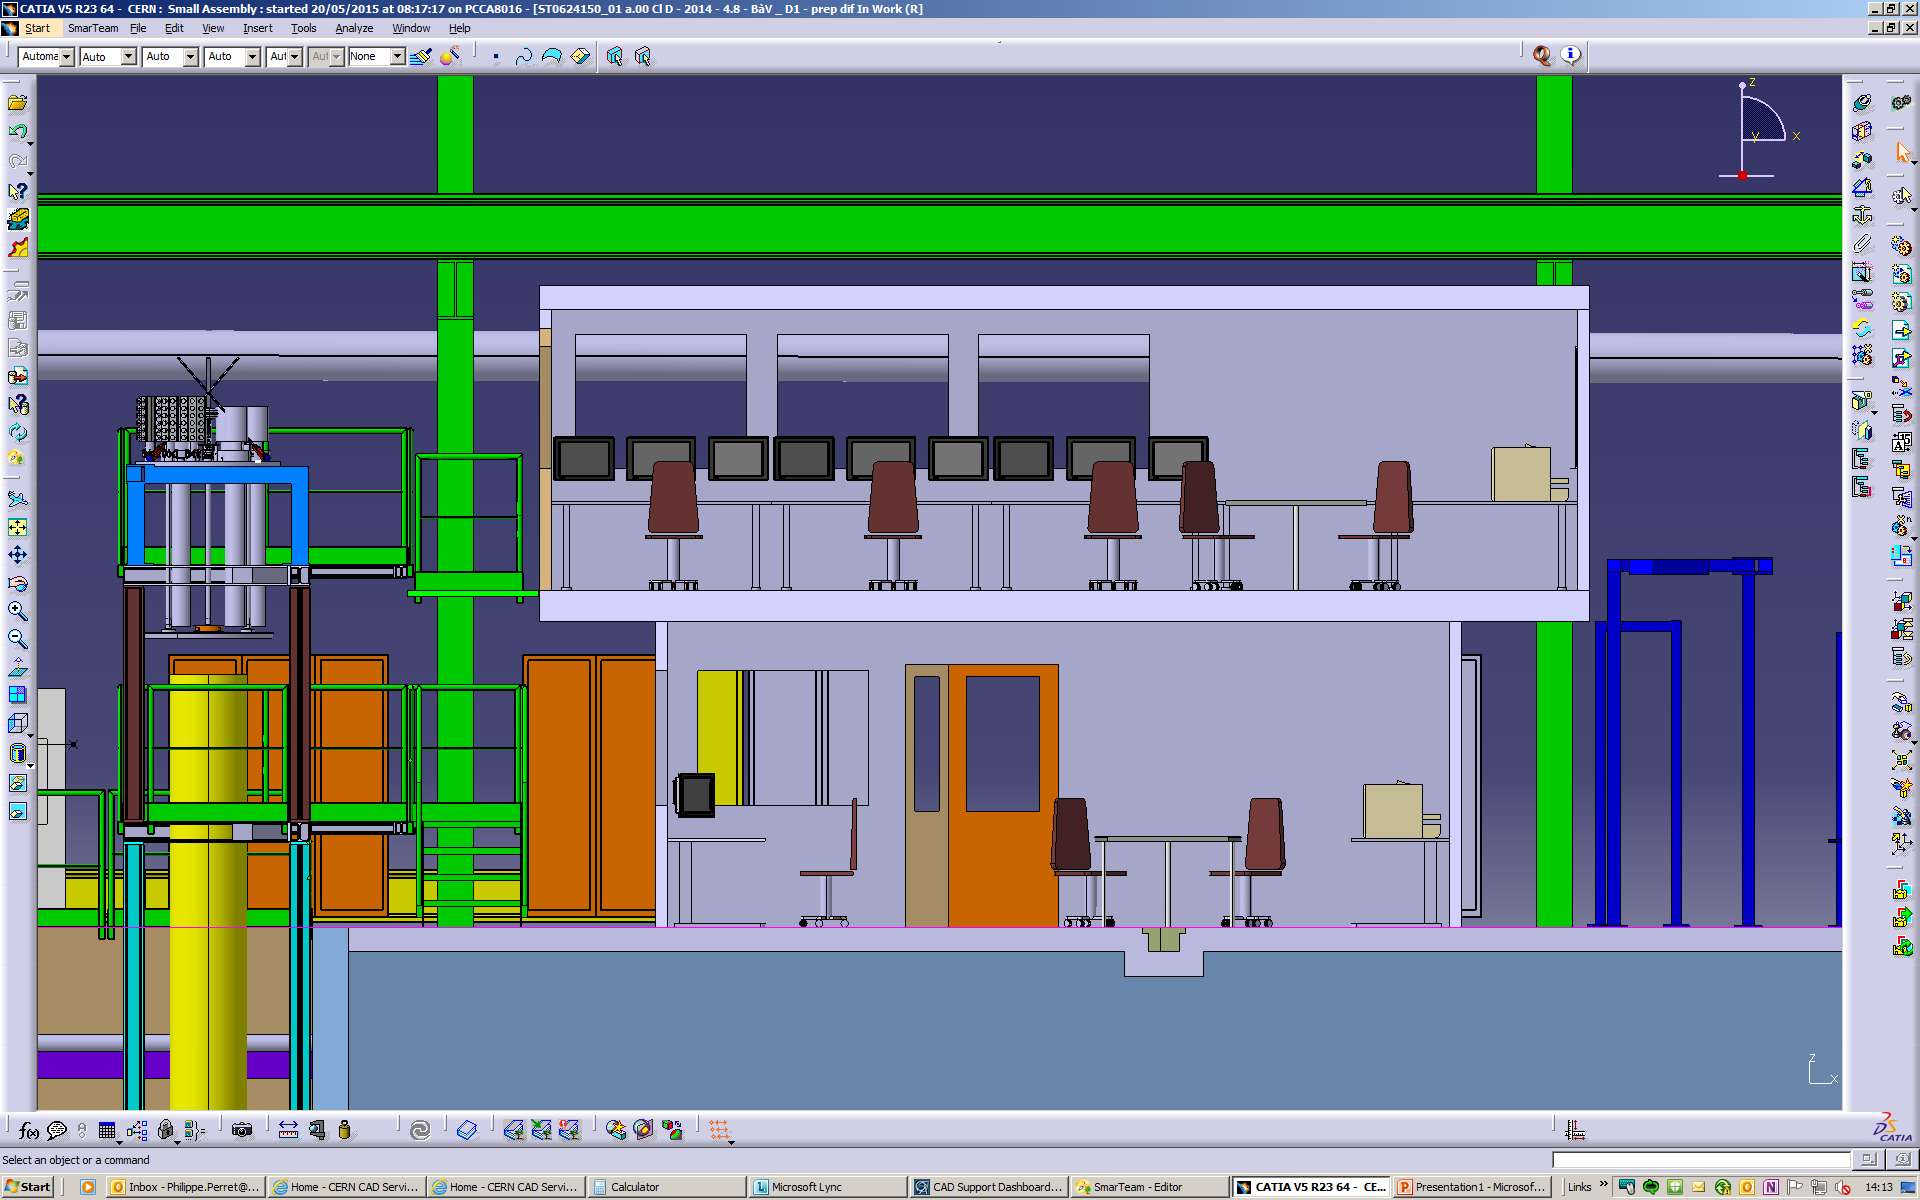 CATIA V5 R23 64 - CERN : Small Assembly : started 20/05/2015 at 08:17:17 on PCCA8016 - [ST0624150_01 a.00 Cl D - 2014 - 4.8 - BàV _ D1 - prep dif In Work (R]
Start SmarTeam File Edit View Insert Tools Analyze Window Help
Automa Auto Auto Auto Aut Aut None
z
y x
z
x
f(x)
CATIA
Select an object or a command
Start Inbox - Philippe.Perret@... Home - CERN CAD Servi... Home - CERN CAD Servi... Calculator Microsoft Lync CAD Support Dashboard... SmarTeam - Editor CATIA V5 R23 64 - CE... Presentation1 - Microsof... Links » 14:13